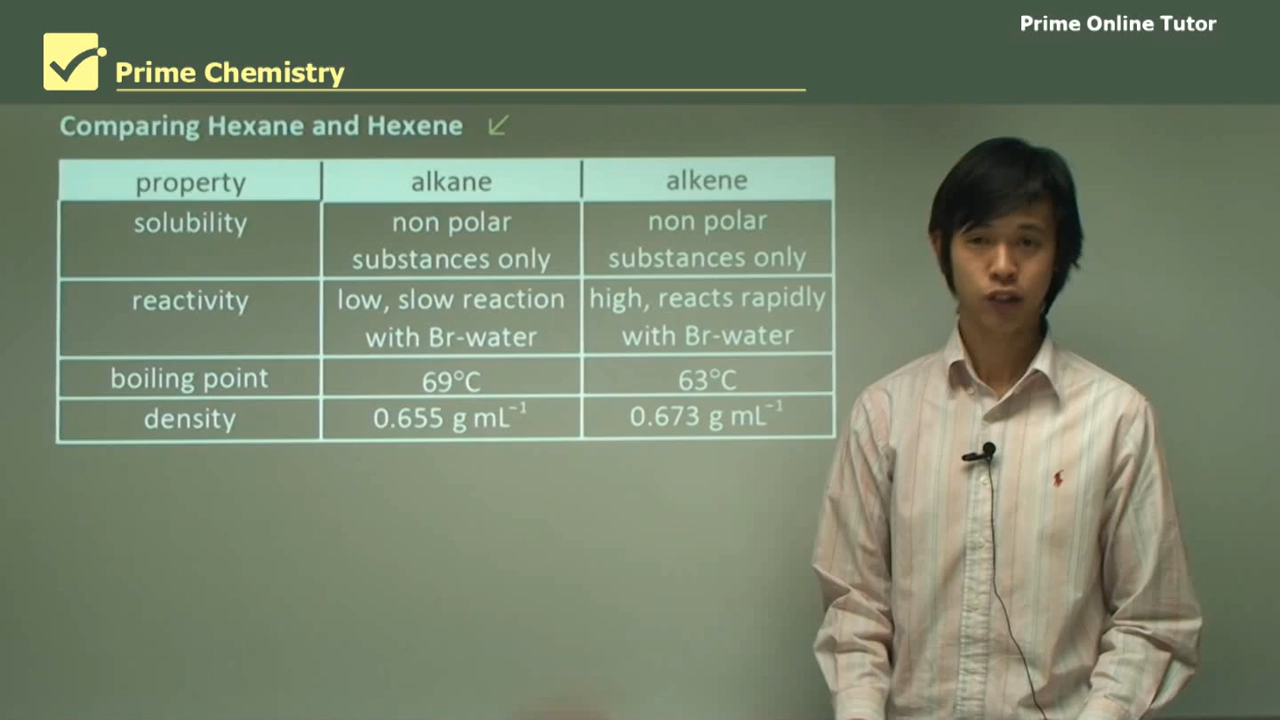 Prime Online Tutor
Prime Chemistry
Comparing Hexane and Hexene
property alkane alkene
solubility non polar substances only non polar substances only
reactivity low, slow reaction with Br-water high, reacts rapidly with Br-water
boiling point 69°C 63°C
density 0.655 g mL⁻¹ 0.673 g mL⁻¹